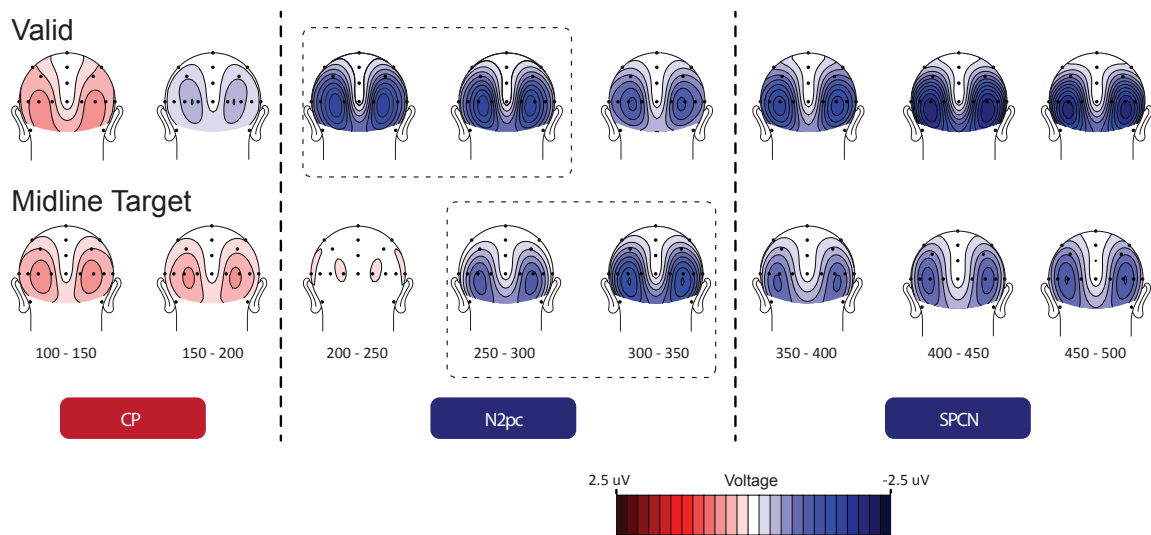 Valid
Midline Target
100 - 150 150 - 200 200 - 250 250 - 300 300 - 350 350 - 400 400 - 450 450 - 500
CP N2pc SPCN
2.5 uV Voltage -2.5 uV